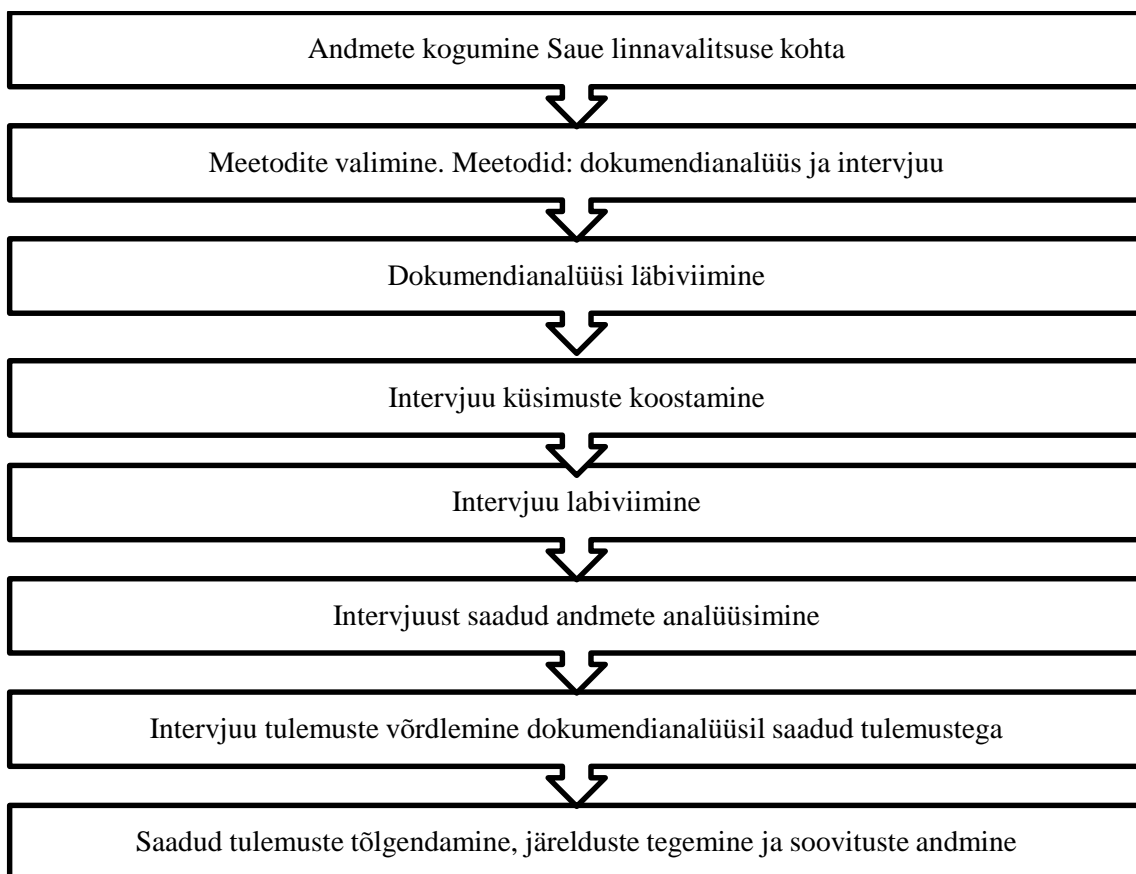 Andmete kogumine Saue linnavalitsuse kohta
Meetodite valimine. Meetodid: dokumendianalüüs ja intervjuu
Dokumendianalüüsi läbiviimine
Intervjuu küsimuste koostamine
Intervjuu labiviimine
Intervjuust saadud andmete analüüsimine
Intervjuu tulemuste võrdlemine dokumendianalüüsil saadud tulemustega
Saadud tulemuste tõlgendamine, järelduste tegemine ja soovituste andmine